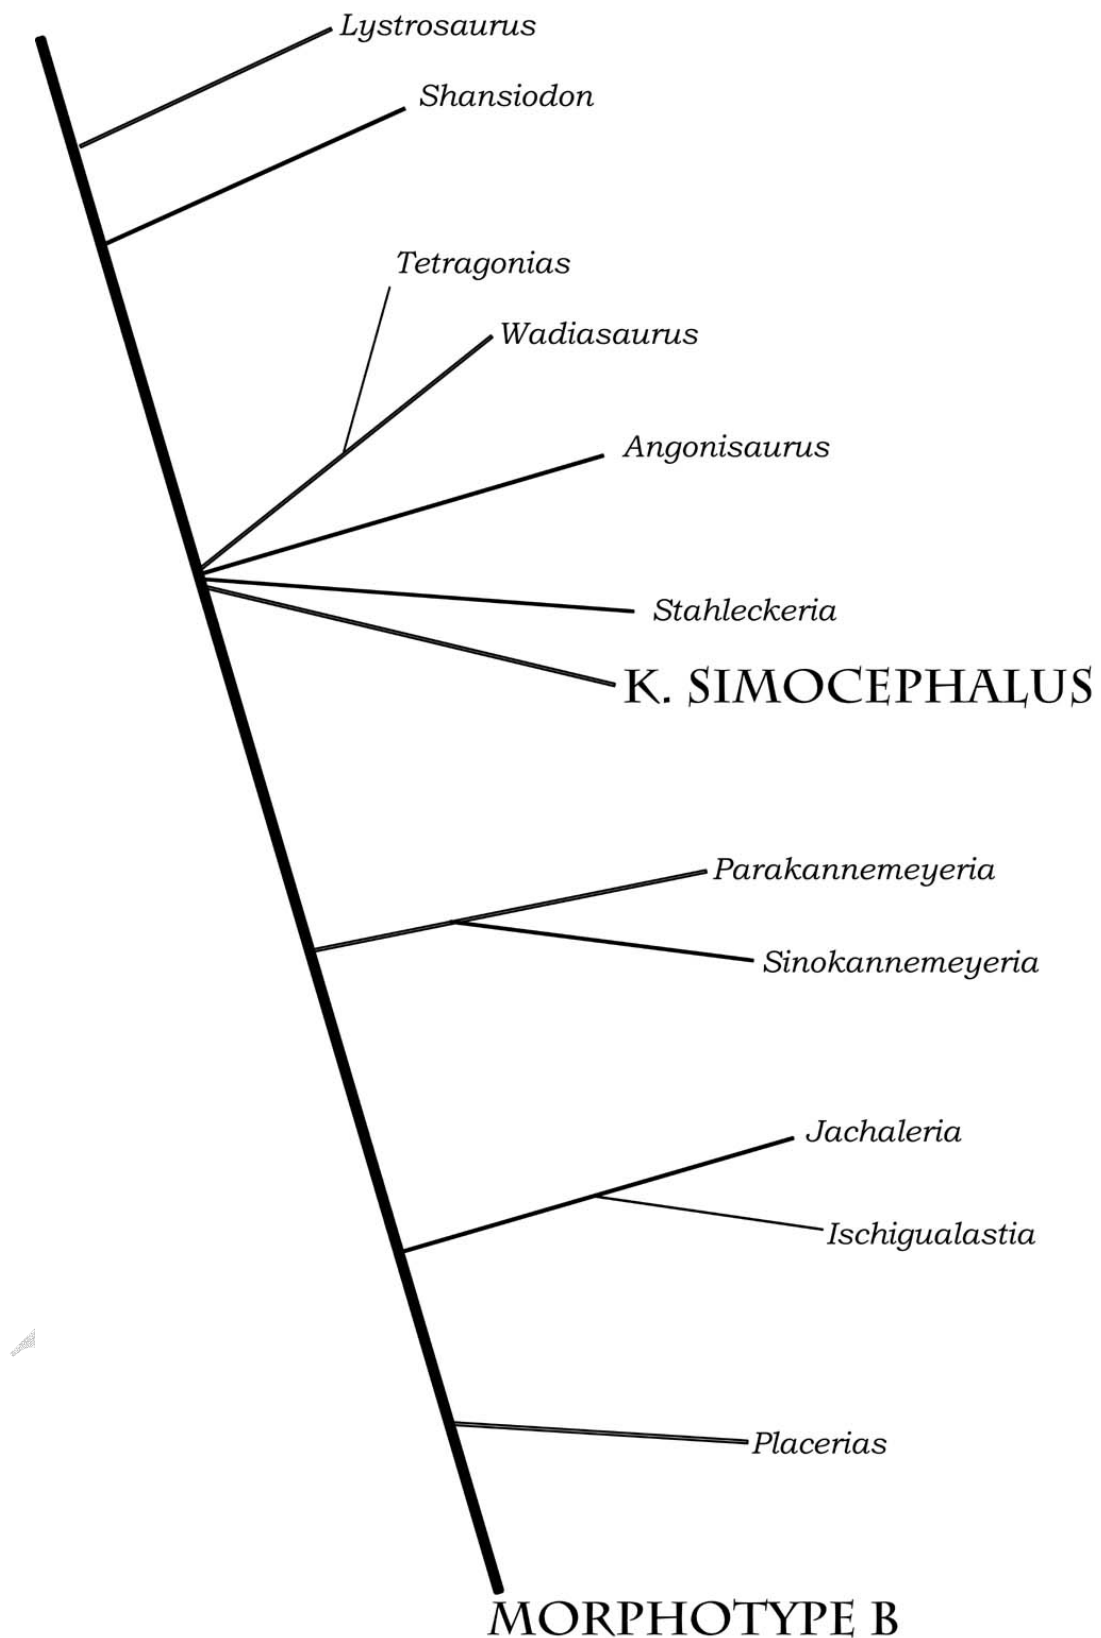 Lystrosaurus
Shansiodon
Tetragonias
Wadiasaurus
Angonisaurus
Stahleckeria
K. SIMOCEPHALUS
Parakannemeyeria
Sinokannemeyeria
Jachaleria
Ischigualastia
Placerias
MORPHOTYPE B